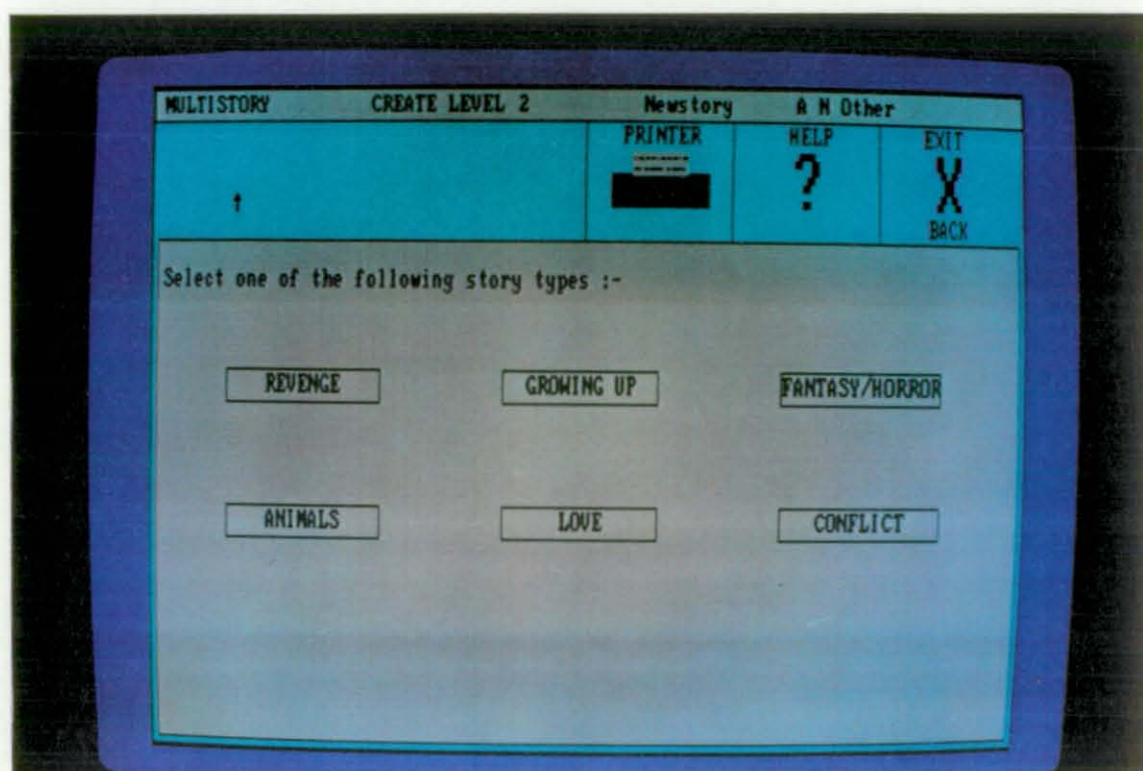 MULTISTORY CREATE LEVEL 2 Newstory A N Other
PRINTER HELP EXIT
?
X
BACK
Select one of the following story types :-
REVENGE GROWING UP FANTASY/HORROR
ANIMALS LOVE CONFLICT